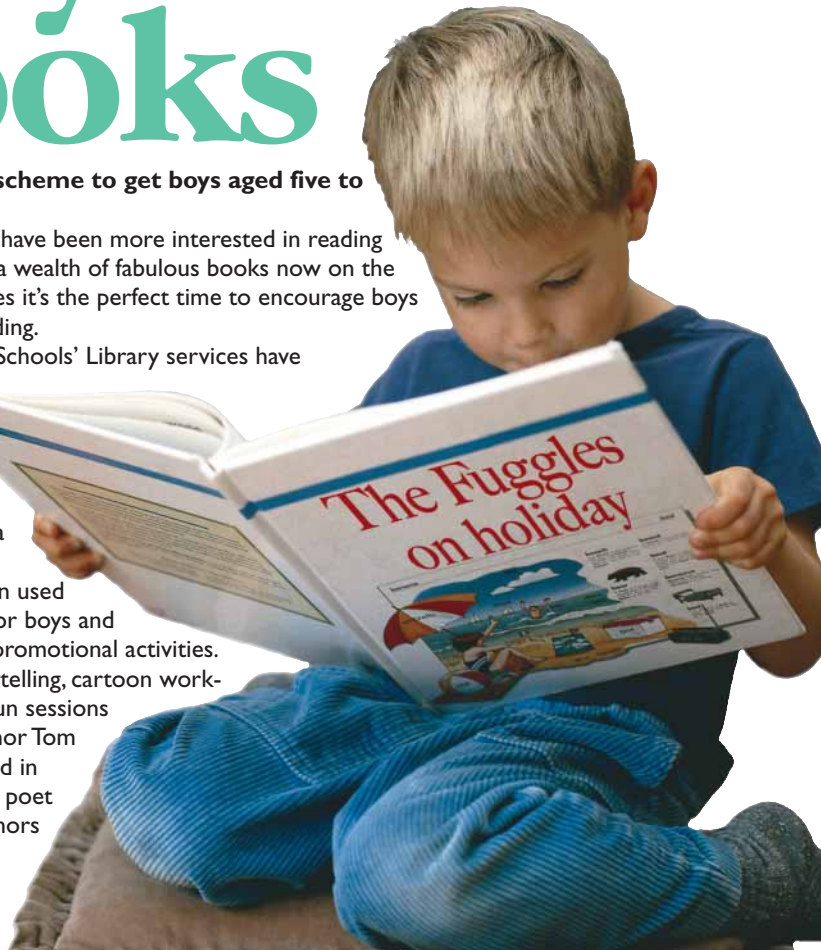 ooks
scheme to get boys aged five to
have been more interested in reading
a wealth of fabulous books now on the
es it's the perfect time to encourage boys
ding.
Schools' Library services have
The Fuggles
on holiday
a
n used
or boys and
promotional activities.
telling, cartoon work-
un sessions
hor Tom
d in
poet
hors